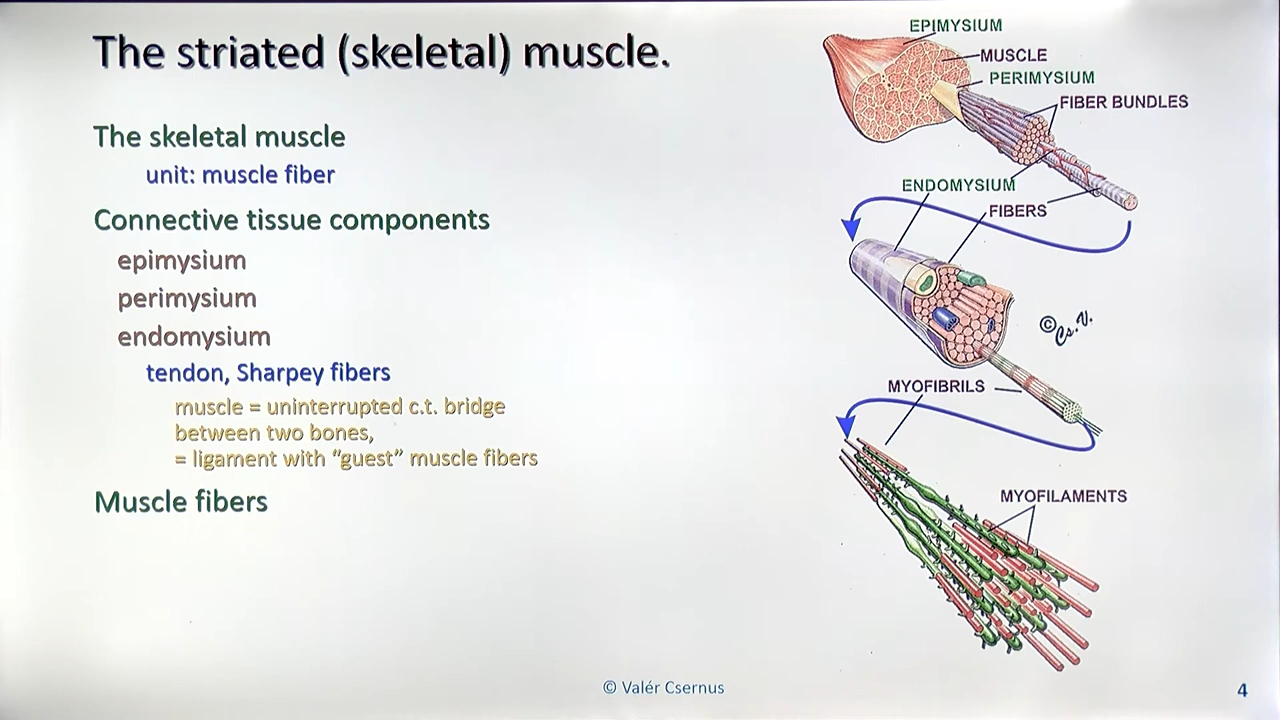 The striated (skeletal) muscle.
The skeletal muscle
unit: muscle fiber
Connective tissue components
epimysium
perimysium
endomysium
tendon, Sharpey fibers
muscle = uninterrupted c.t. bridge
between two bones,
= ligament with “guest” muscle fibers
Muscle fibers
EPIMYSIUM
MUSCLE
PERIMYSIUM
FIBER BUNDLES
ENDOMYSIUM
FIBERS
© Cs.V.
MYOFIBRILS
MYOFILAMENTS
© Valér Csernus
4